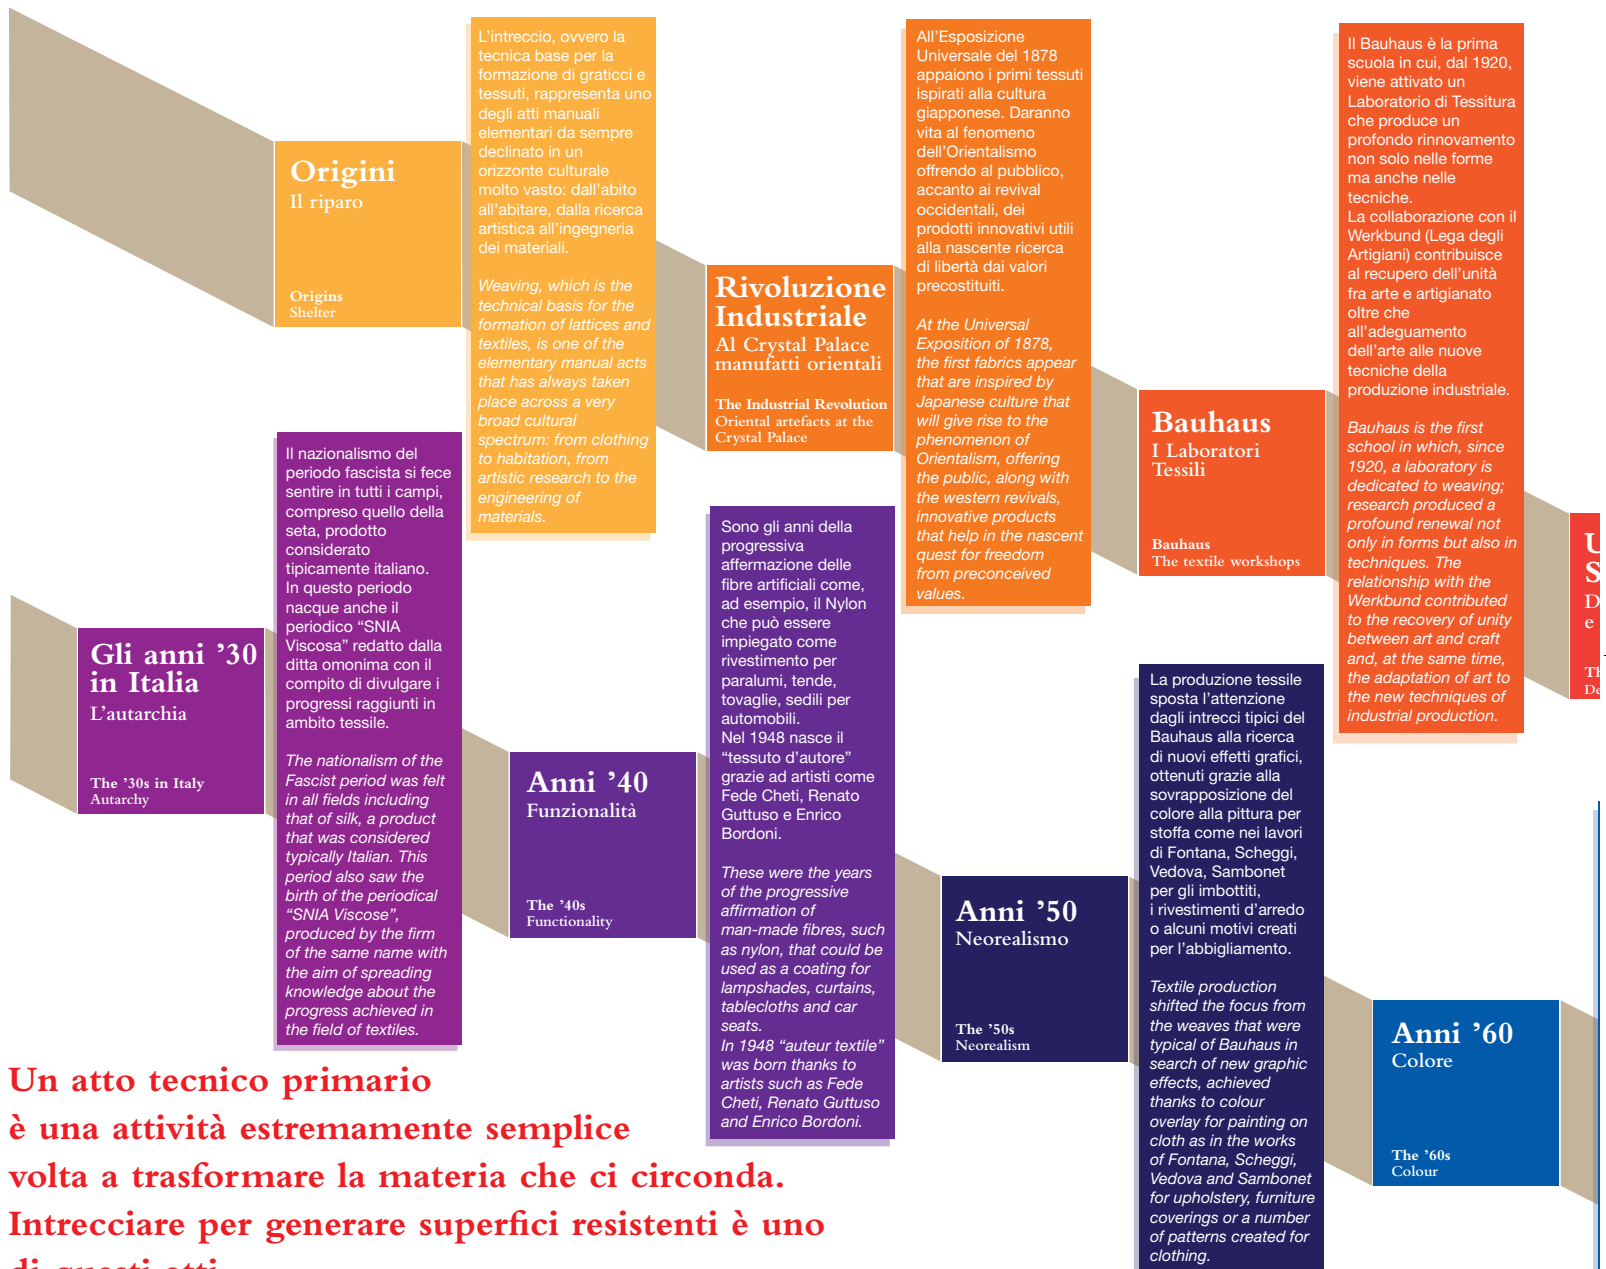 Origini
Il riparo
Origins
Shelter
L'intreccio, ovvero la
tecnica base per la
formazione di graticci e
tessuti, rappresenta uno
degli atti manuali
elementari da sempre
declinato in un
orizzonte culturale
molto vasto: dall'abito
all'abitare, dalla ricerca
artistica all'ingegneria
dei materiali.
Weaving, which is the
technical basis for the
formation of lattices and
textiles, is one of the
elementary manual acts
that has always taken
place across a very
broad cultural
spectrum: from clothing
to habitation, from
artistic research to the
engineering of
materials.
Rivoluzione
Industriale
Al Crystal Palace
manufatti orientali
The Industrial Revolution
Oriental artefacts at the
Crystal Palace
All'Esposizione
Universale del 1878
appaiono i primi tessuti
ispirati alla cultura
giapponese. Daranno
vita al fenomeno
dell'Orientalismo
offrendo al pubblico,
accanto ai revival
occidentali, dei
prodotti innovativi utili
alla nascente ricerca
di libertà dai valori
precostituiti.
At the Universal
Exposition of 1878,
the first fabrics appear
that are inspired by
Japanese culture that
will give rise to the
phenomenon of
Orientalism, offering
the public, along with
the western revivals,
innovative products
that help in the nascent
quest for freedom
from preconceived
values.
Bauhaus
I Laboratori
Tessili
Bauhaus
The textile workshops
Il Bauhaus è la prima
scuola in cui, dal 1920,
viene attivato un
Laboratorio di Tessitura
che produce un
profondo rinnovamento
non solo nelle forme
ma anche nelle
tecniche.
La collaborazione con il
Werkbund (Lega degli
Artigiani) contribuisce
al recupero dell'unità
fra arte e artigianato
oltre che
all'adeguamento
dell'arte alle nuove
tecniche della
produzione industriale.
Bauhaus is the first
school in which, since
1920, a laboratory is
dedicated to weaving;
research produced a
profound renewal not
only in forms but also in
techniques. The
relationship with the
Werkbund contributed
to the recovery of unity
between art and craft
and, at the same time,
the adaptation of art to
the new techniques of
industrial production.
Gli anni '30
in Italia
L'autarchia
The '30s in Italy
Autarchy
Il nazionalismo del
periodo fascista si fece
sentire in tutti i campi,
compreso quello della
seta, prodotto
considerato
tipicamente italiano.
In questo periodo
nacque anche il
periodico “SNIA
Viscosa” redatto dalla
ditta omonima con il
compito di divulgare i
progressi raggiunti in
ambito tessile.
The nationalism of the
Fascist period was felt
in all fields including
that of silk, a product
that was considered
typically Italian. This
period also saw the
birth of the periodical
“SNIA Viscose”,
produced by the firm
of the same name with
the aim of spreading
knowledge about the
progress achieved in
the field of textiles.
Anni '40
Funzionalità
The '40s
Functionality
Sono gli anni della
progressiva
affermazione delle
fibre artificiali come,
ad esempio, il Nylon
che può essere
impiegato come
rivestimento per
paralumi, tende,
tovaglie, sedili per
automobili.
Nel 1948 nasce il
“tessuto d'autore”
grazie ad artisti come
Fede Cheti, Renato
Guttuso e Enrico
Bordoni.
These were the years
of the progressive
affirmation of
man-made fibres, such
as nylon, that could be
used as a coating for
lampshades, curtains,
tablecloths and car
seats.
In 1948 “auteur textile”
was born thanks to
artists such as Fede
Cheti, Renato Guttuso
and Enrico Bordoni.
Anni '50
Neorealismo
The '50s
Neorealism
La produzione tessile
sposta l'attenzione
dagli intrecci tipici del
Bauhaus alla ricerca
di nuovi effetti grafici,
ottenuti grazie alla
sovrapposizione del
colore alla pittura per
stoffa come nei lavori
di Fontana, Scheggi,
Vedova, Sambonet
per gli imbottiti,
i rivestimenti d'arredo
o alcuni motivi creati
per l'abbigliamento.
Textile production
shifted the focus from
the weaves that were
typical of Bauhaus in
search of new graphic
effects, achieved
thanks to colour
overlay for painting on
cloth as in the works
of Fontana, Scheggi,
Vedova and Sambonet
for upholstery, furniture
coverings or a number
of patterns created for
clothing.
Anni '60
Colore
The '60s
Colour
Un atto tecnico primario
è una attività estremamente semplice
volta a trasformare la materia che ci circonda.
Intrecciare per generare superfici resistenti è uno
di questi atti